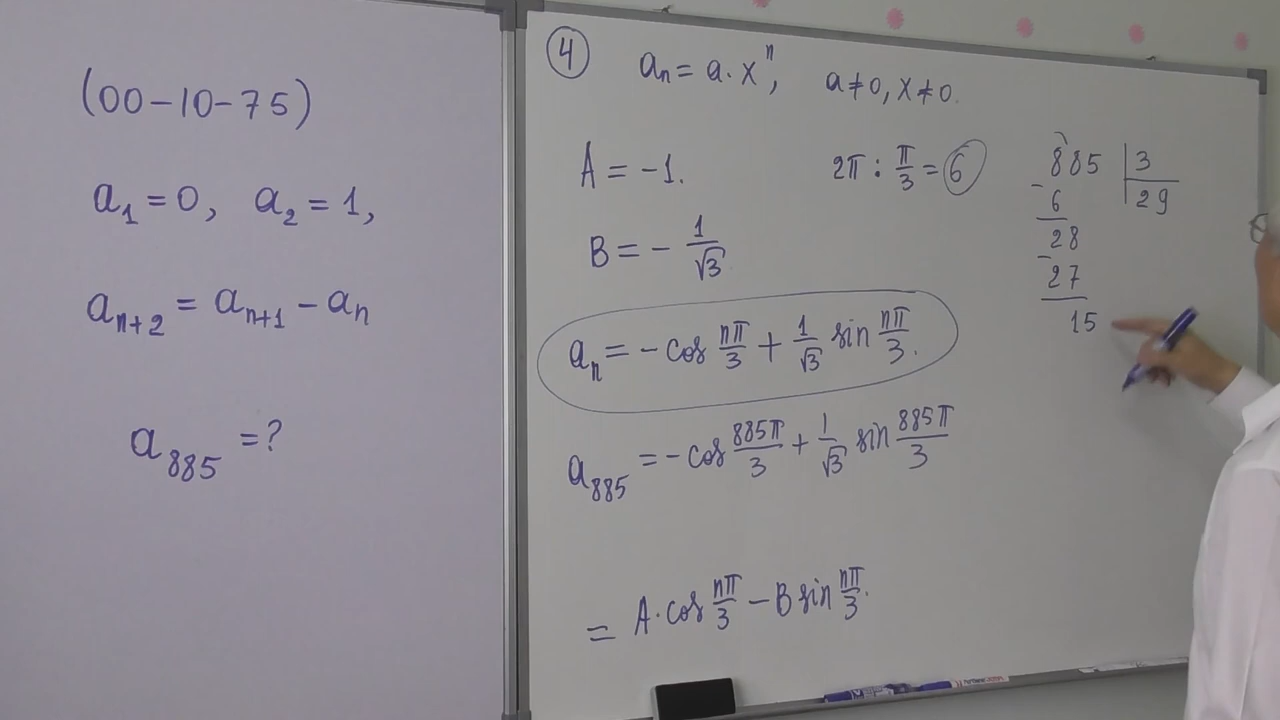 (00-10-75)
a₁ = 0, a₂ = 1,
aₙ₊₂ = aₙ₊₁ - aₙ
a₈₈₅ = ?
④ aₙ = a · xⁿ, a ≠ 0, x ≠ 0.
A = -1.
2π : π/3 = 6
B = - 1/√3
aₙ = - cos nπ/3 + 1/√3 sin nπ/3.
a₈₈₅ = - cos 885π/3 + 1/√3 sin 885π/3
= A · cos nπ/3 - B sin nπ/3.
885 | 3
- 6 29
28
- 27
15